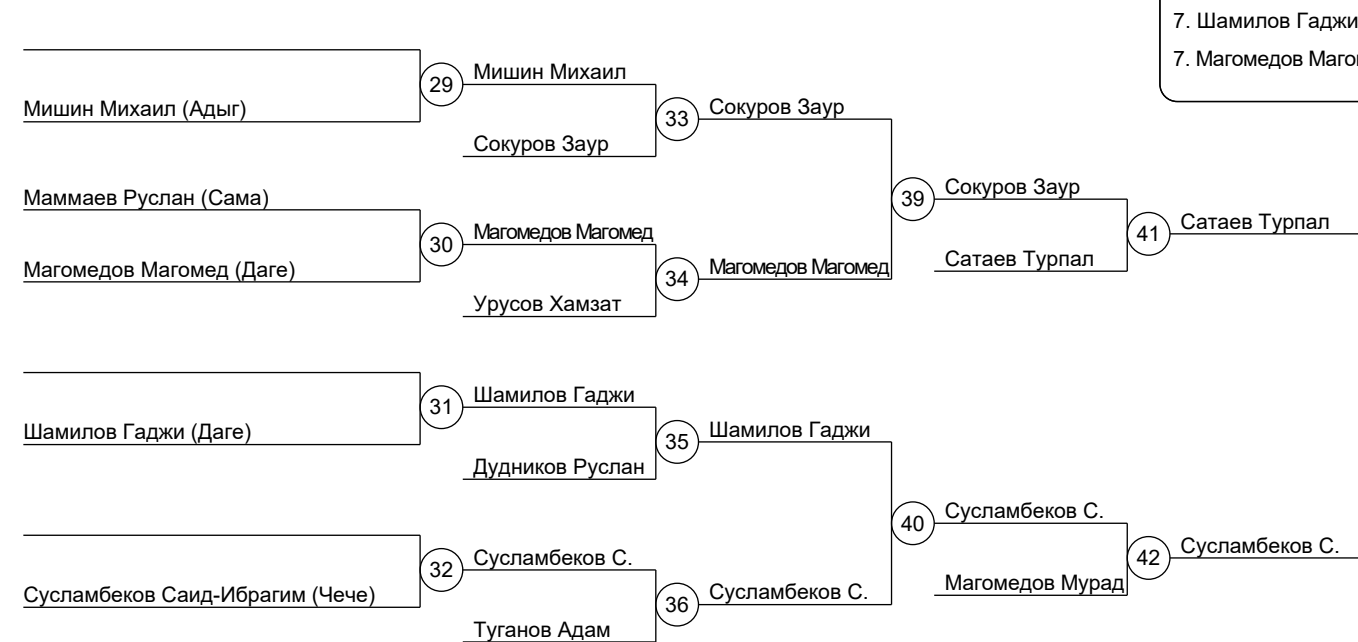 7. Шамилов Гаджи
7. Магомедов
Мишин Михаил
29
Мишин Михаил (Адыг)
Сокуров Заур
33
Сокуров Заур
Маммаев Руслан (Сама)
Сокуров Заур
39
Магомедов Магомед
Сатаев Турпал
41
30
Магомедов Магомед (Даге)
Сатаев Турпал
Магомедов Магомед
34
Урусов Хамзат
Шамилов Гаджи
31
Шамилов Гаджи (Даге)
Шамилов Гаджи
35
Дудников Руслан
Сусламбеков С.
40
Сусламбеков С.
Сусламбеков С.
42
32
Магомедов Мурад
Сусламбеков Саид-Ибрагим (Чече)
Сусламбеков С.
36
Туганов Адам